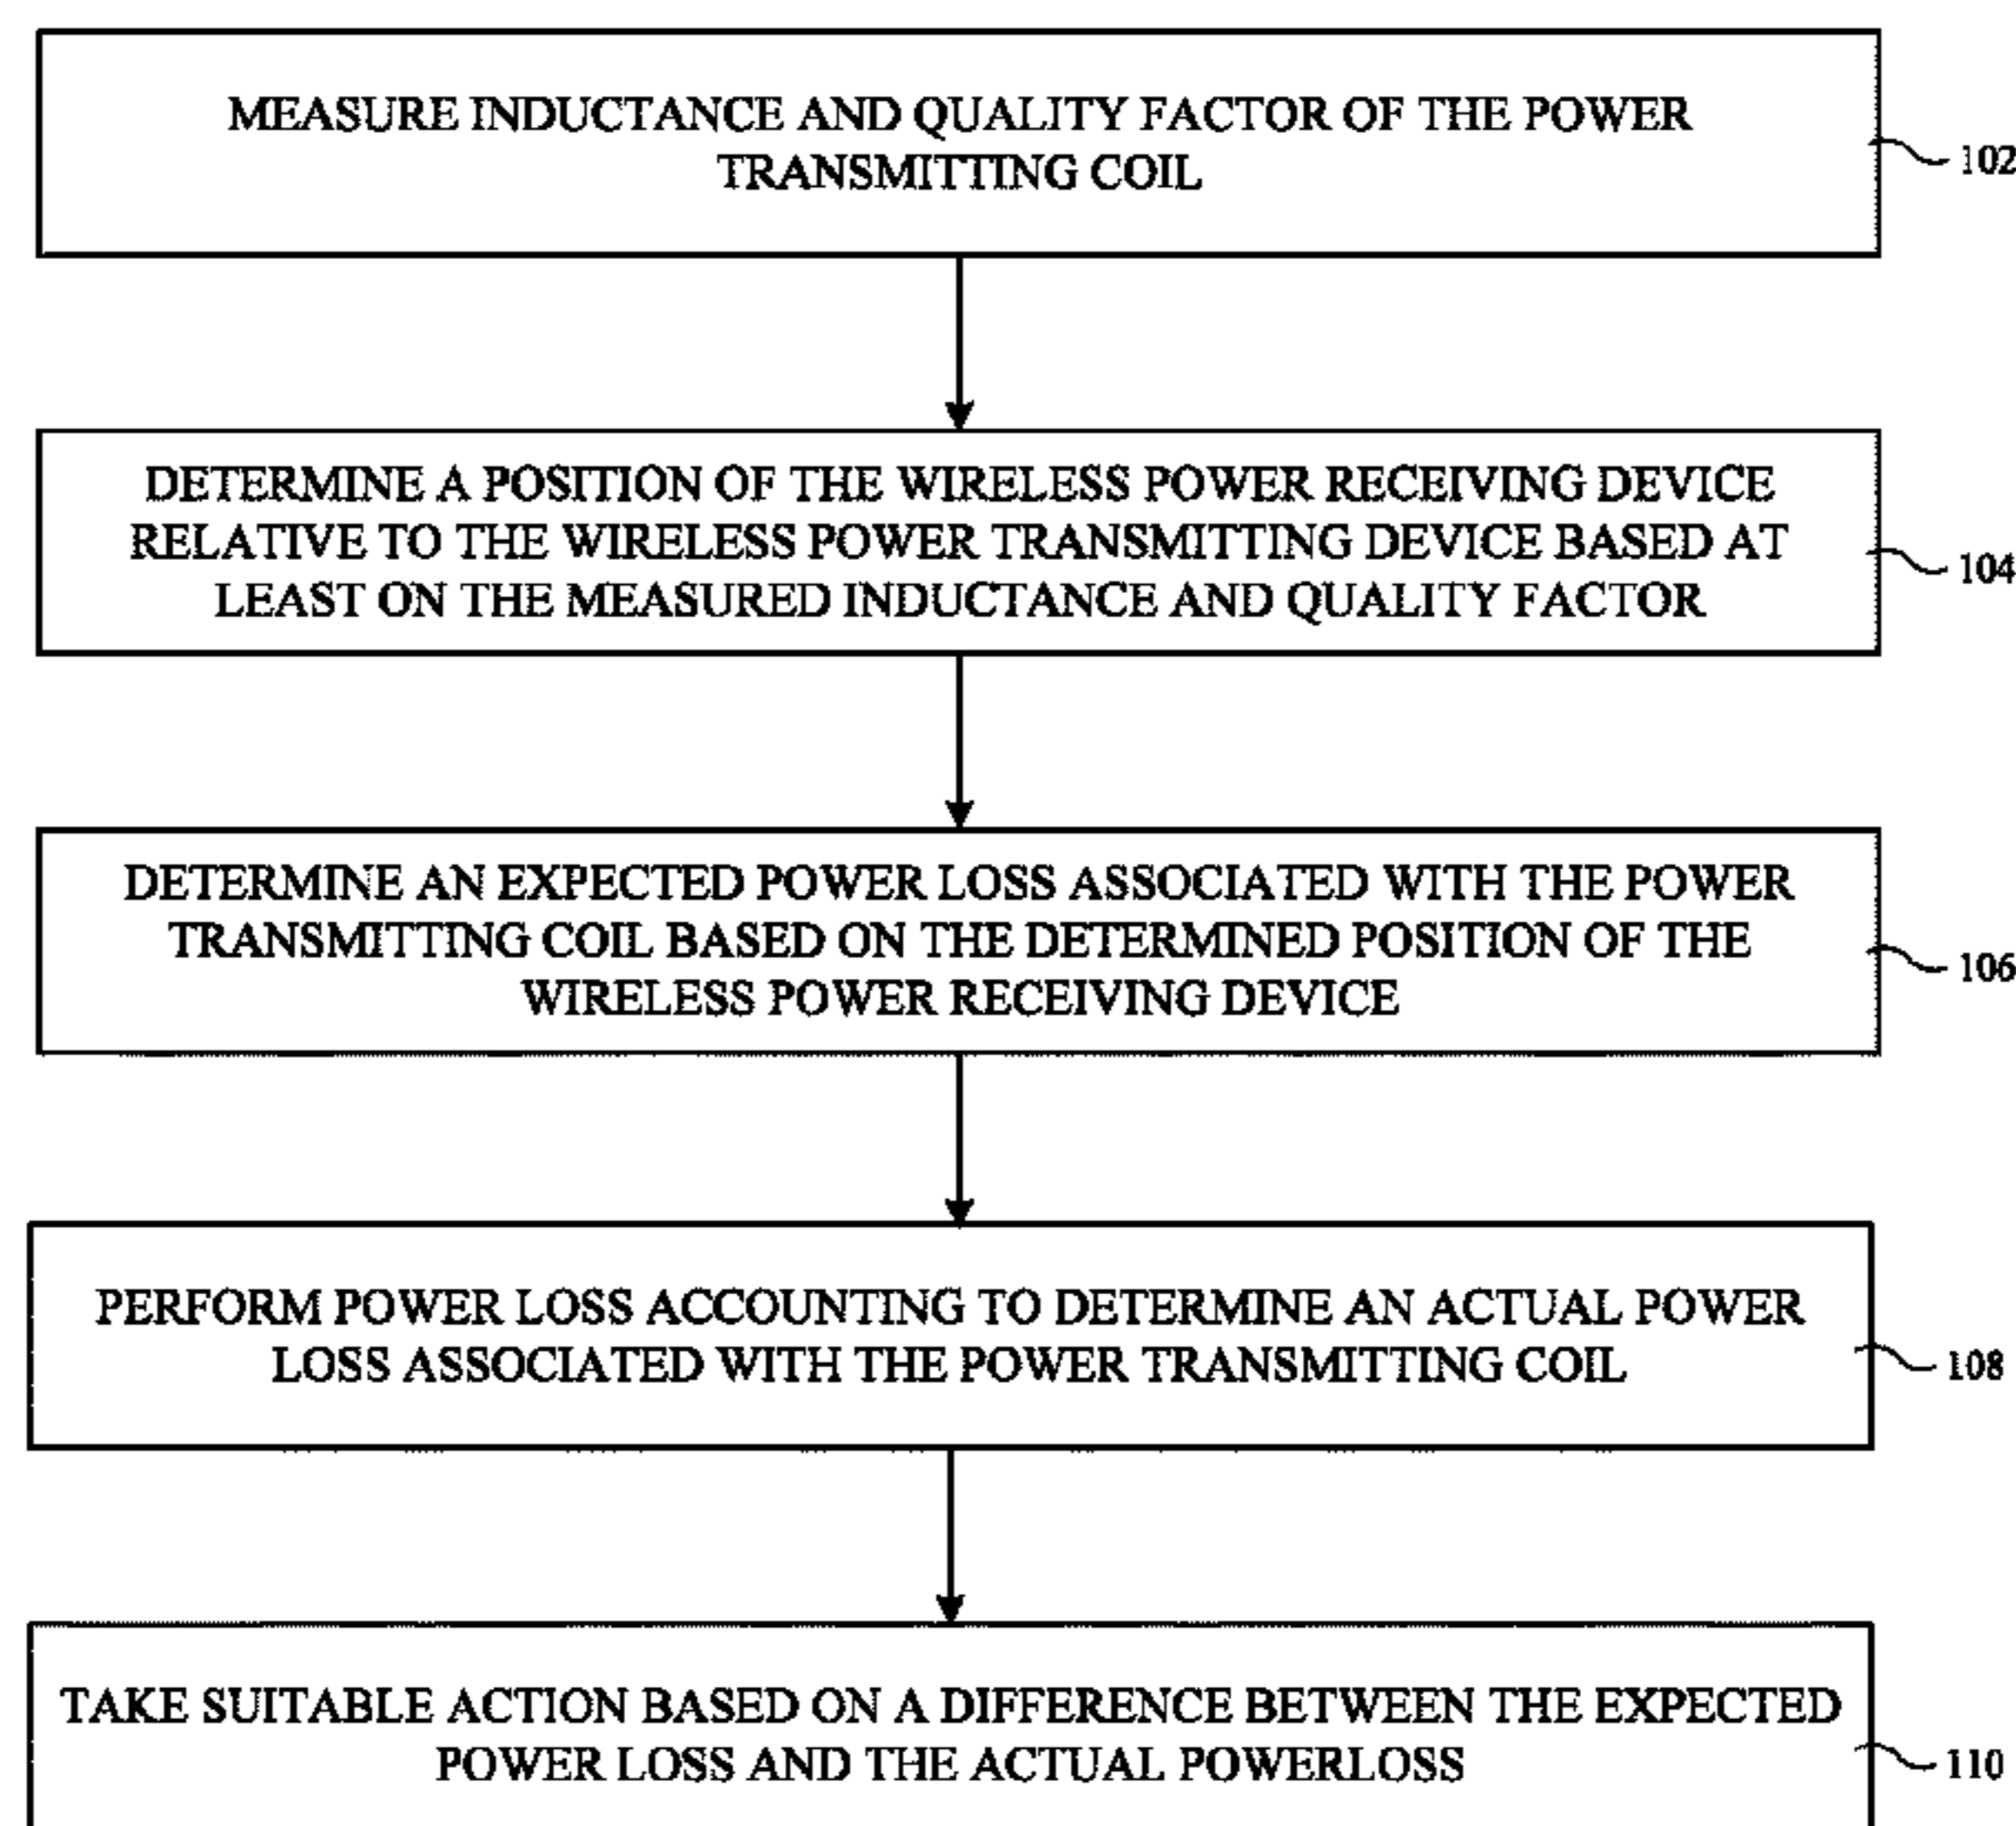 MEASURE INDUCTANCE AND QUALITY FACTOR OF THE POWER
TRANSMITTING COIL
102
DETERMINE A POSITION OF THE WIRELESS POWER RECEIVING DEVICE
RELATIVE TO THE WIRELESS POWER TRANSMITTING DEVICE BASED AT
LEAST ON THE MEASURED INDUCTANCE AND QUALITY FACTOR
104
DETERMINE AN EXPECTED POWER LOSS ASSOCIATED WITH THE POWER
TRANSMITTING COIL BASED ON THE DETERMINED POSITION OF THE
WIRELESS POWER RECEIVING DEVICE
106
PERFORM POWER LOSS ACCOUNTING TO DETERMINE AN ACTUAL POWER
LOSS ASSOCIATED WITH THE POWER TRANSMITTING COIL
108
TAKE SUITABLE ACTION BASED ON A DIFFERENCE BETWEEN THE EXPECTED
POWER LOSS AND THE ACTUAL POWERLOSS
110